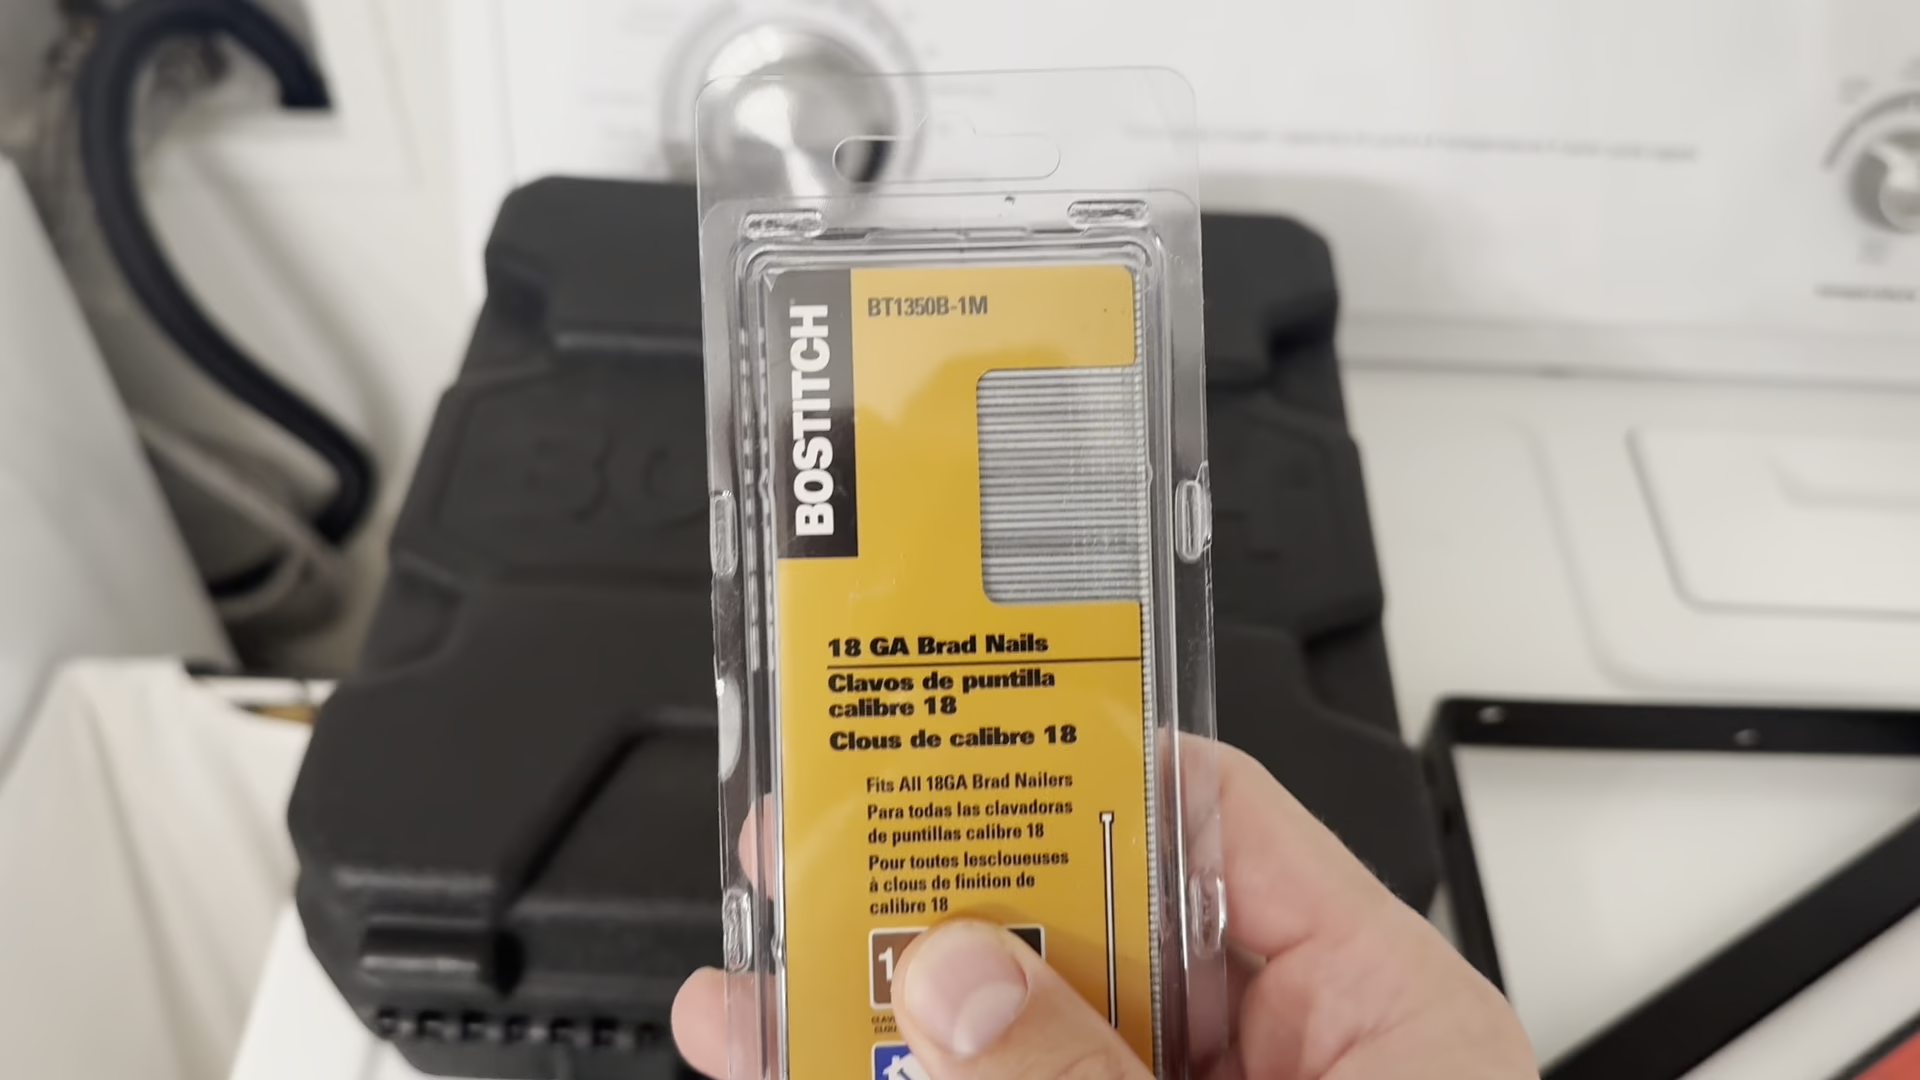 BT1350B-1M
BOSTITCH
18 GA Brad Nails
Clavos de puntilla
calibre 18
Clous de calibre 18
Fits All 18GA Brad Nailers
Para todas las clavadoras
de puntillas calibre 18
Pour toutes lescloueuses
à clous de finition de
calibre 18